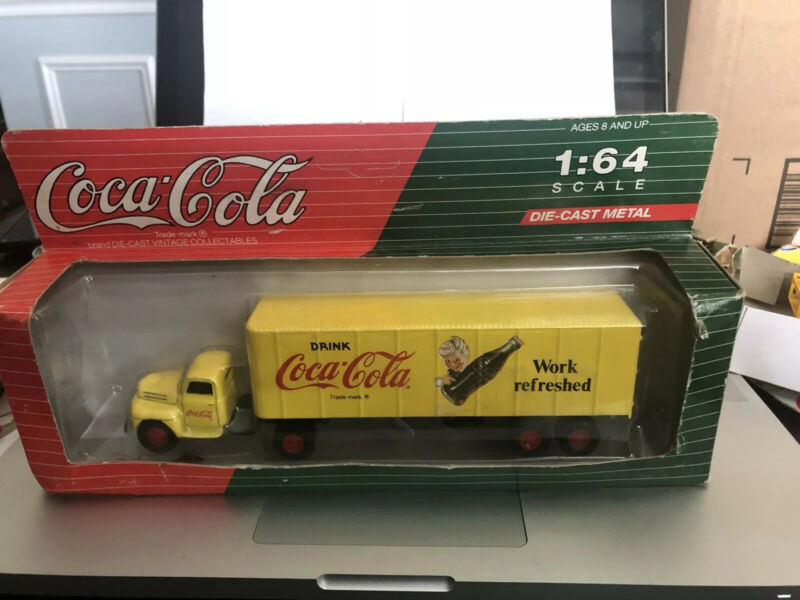 AGES 8 AND UP
Coca-Cola
Trade-mark ®
brand DIE-CAST VINTAGE COLLECTABLES
1:64
SCALE
DIE-CAST METAL
DRINK
Coca-Cola
Trade mark ®
Work
refreshed
Coca-Cola